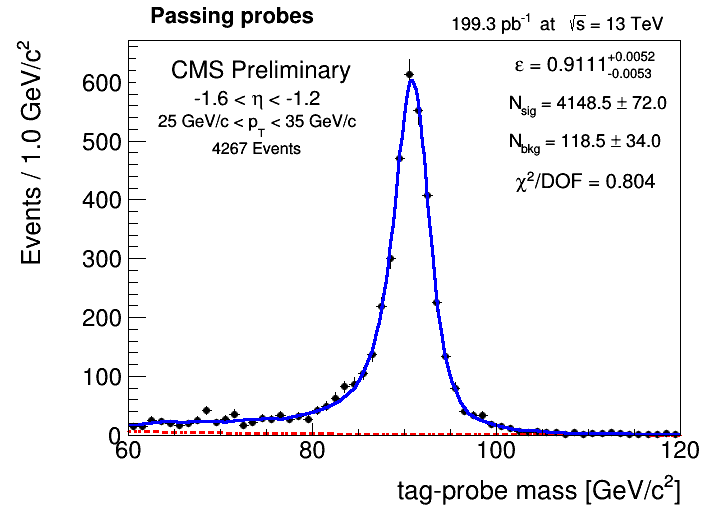 Passing probes
199.3 pb⁻¹ at √s = 13 TeV
CMS Preliminary
-1.6 < η < -1.2
25 GeV/c < p_T < 35 GeV/c
4267 Events
ε = 0.9111 +0.0052 -0.0053
N_sig = 4148.5 ± 72.0
N_bkg = 118.5 ± 34.0
χ²/DOF = 0.804
Events / 1.0 GeV/c²
600
500
400
300
200
100
0
60 80 100 120
tag-probe mass [GeV/c²]